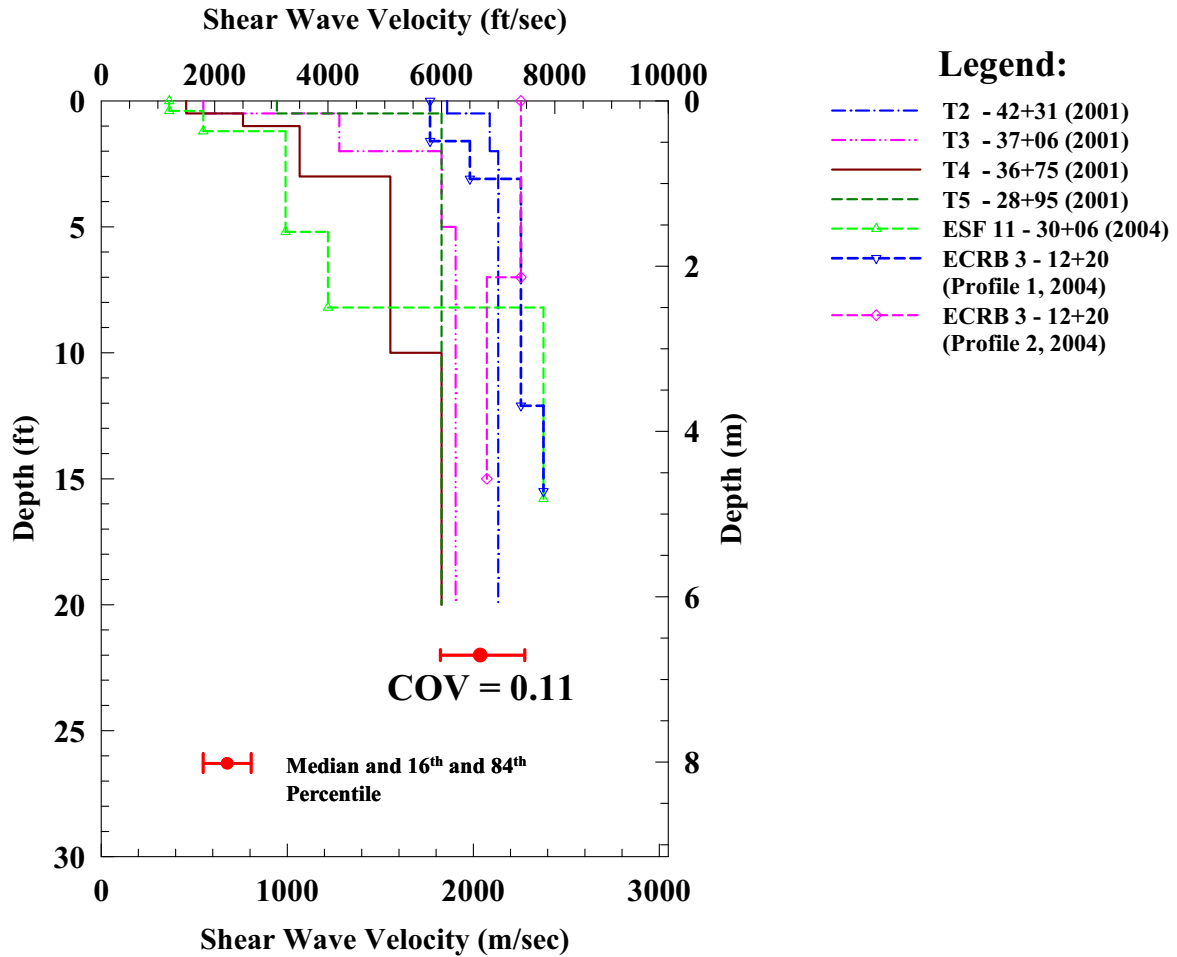 Shear Wave Velocity (ft/sec)
0 2000 4000 6000 8000 10000
Legend:
T2 - 42+31 (2001)
T3 - 37+06 (2001)
T4 - 36+75 (2001)
T5 - 28+95 (2001)
ESF 11 - 30+06 (2004)
ECRB 3 - 12+20
(Profile 1, 2004)
ECRB 3 - 12+20
(Profile 2, 2004)
0
5
10
15
20
25
30
Depth (ft)
0
2
4
6
8
Depth (m)
COV = 0.11
Median and 16th and 84th
Percentile
0 1000 2000 3000
Shear Wave Velocity (m/sec)